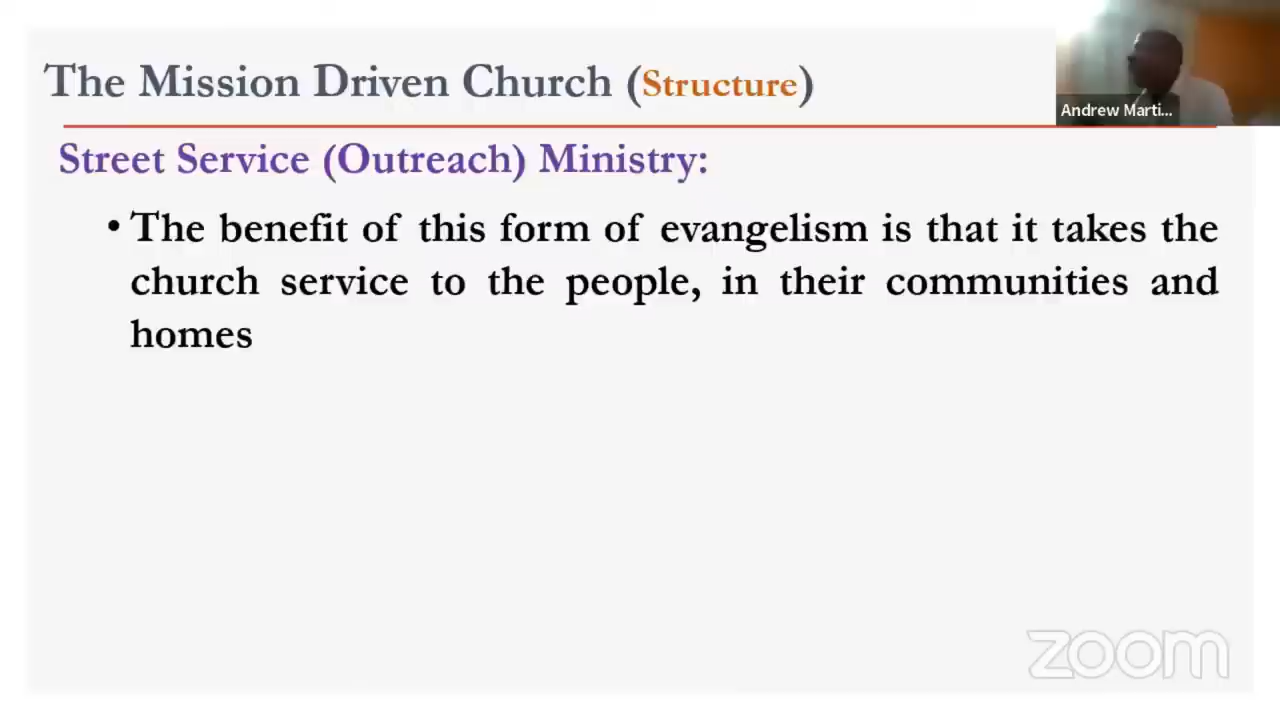 The Mission Driven Church (Structure)
Andrew Marti...
Street Service (Outreach) Ministry:
• The benefit of this form of evangelism is that it takes the
church service to the people, in their communities and
homes
zoom